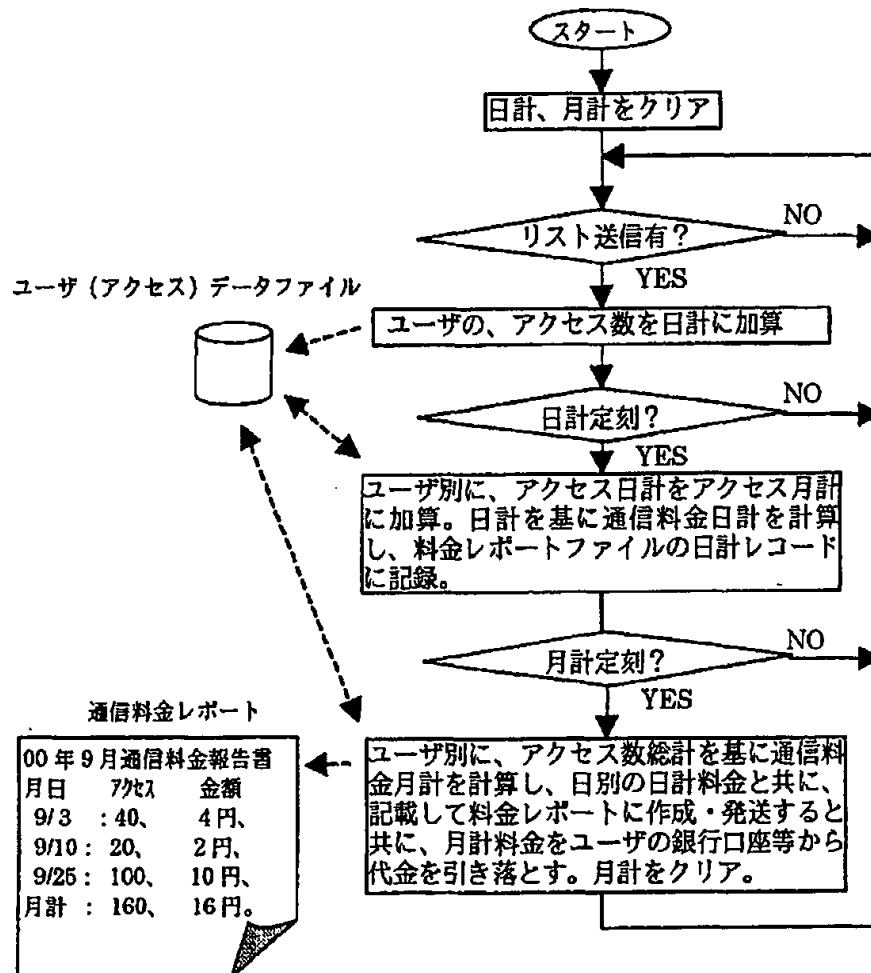 スタート
日計、月計をクリア
リスト送信有？
NO
YES
ユーザ（アクセス）データファイル
ユーザの、アクセス数を日計に加算
日計定刻？
NO
YES
ユーザ別に、アクセス日計をアクセス月計
に加算。日計を基に通信料金日計を計算
し、料金レポートファイルの日計レコード
に記録。
月計定刻？
NO
YES
通信料金レポート
00年9月通信料金報告書
月日 アクセス 金額
9/3 ：40、 4円、
9/10： 20、 2円、
9/25： 100、 10円、
月計 ： 160、 16円。
ユーザ別に、アクセス数総計を基に通信料
金月計を計算し、日別の日計料金と共に、
記載して料金レポートに作成・発送すると
共に、月計料金をユーザの銀行口座等から
代金を引き落とす。月計をクリア。